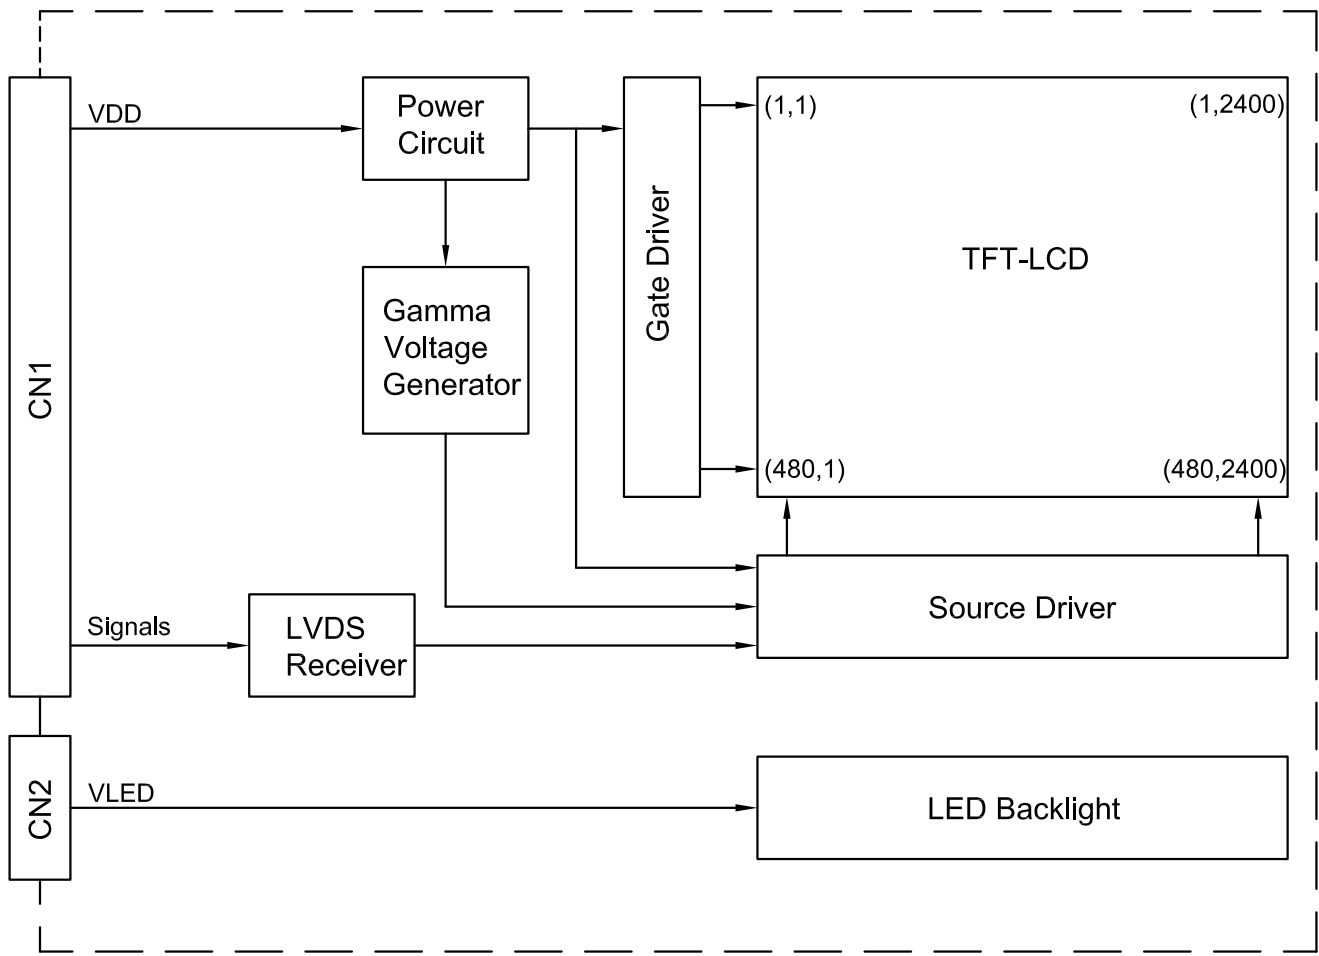 VDD
Power
Circuit
(1,1)
(1,2400)
Gate Driver
TFT-LCD
Gamma
Voltage
Generator
CN1
(480,1)
(480,2400)
Signals
LVDS
Receiver
Source Driver
CN2
VLED
LED Backlight